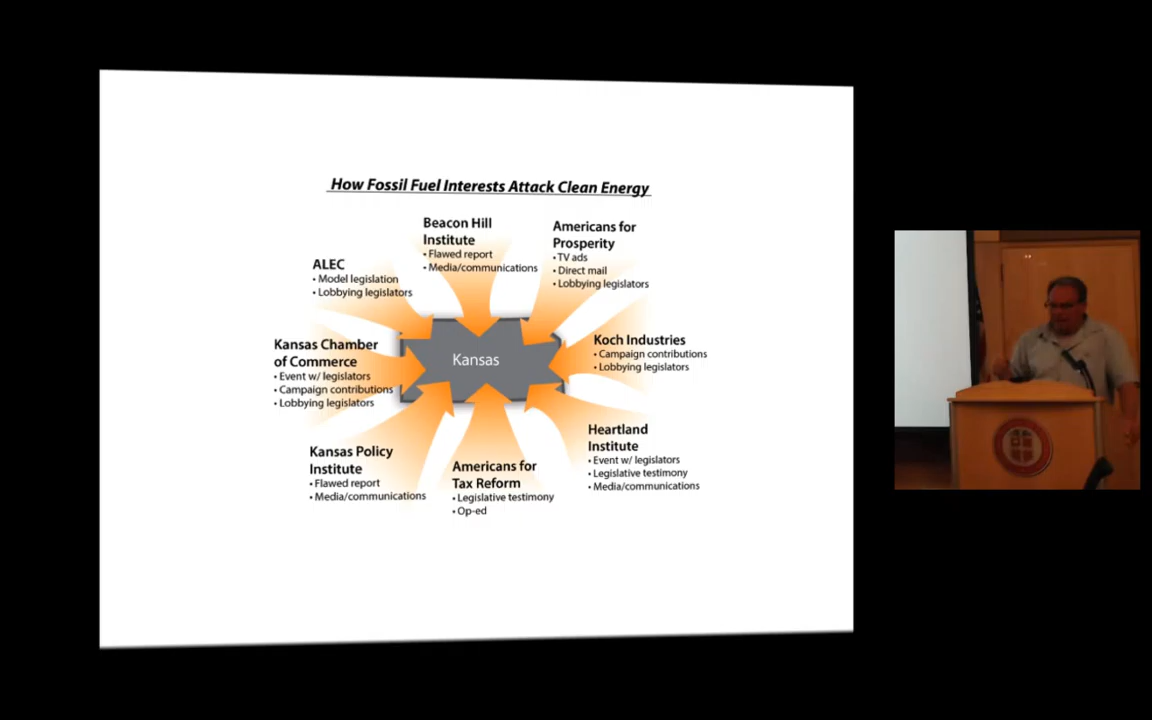 How Fossil Fuel Interests Attack Clean Energy
Beacon Hill
Institute
• Flawed report
• Media/communications
Americans for
Prosperity
• TV ads
• Direct mail
• Lobbying legislators
ALEC
• Model legislation
• Lobbying legislators
Kansas Chamber
of Commerce
• Event w/ legislators
• Campaign contributions
• Lobbying legislators
Kansas
Koch Industries
• Campaign contributions
• Lobbying legislators
Kansas Policy
Institute
• Flawed report
• Media/communications
Americans for
Tax Reform
• Legislative testimony
• Op-ed
Heartland
Institute
• Event w/ legislators
• Legislative testimony
• Media/communications